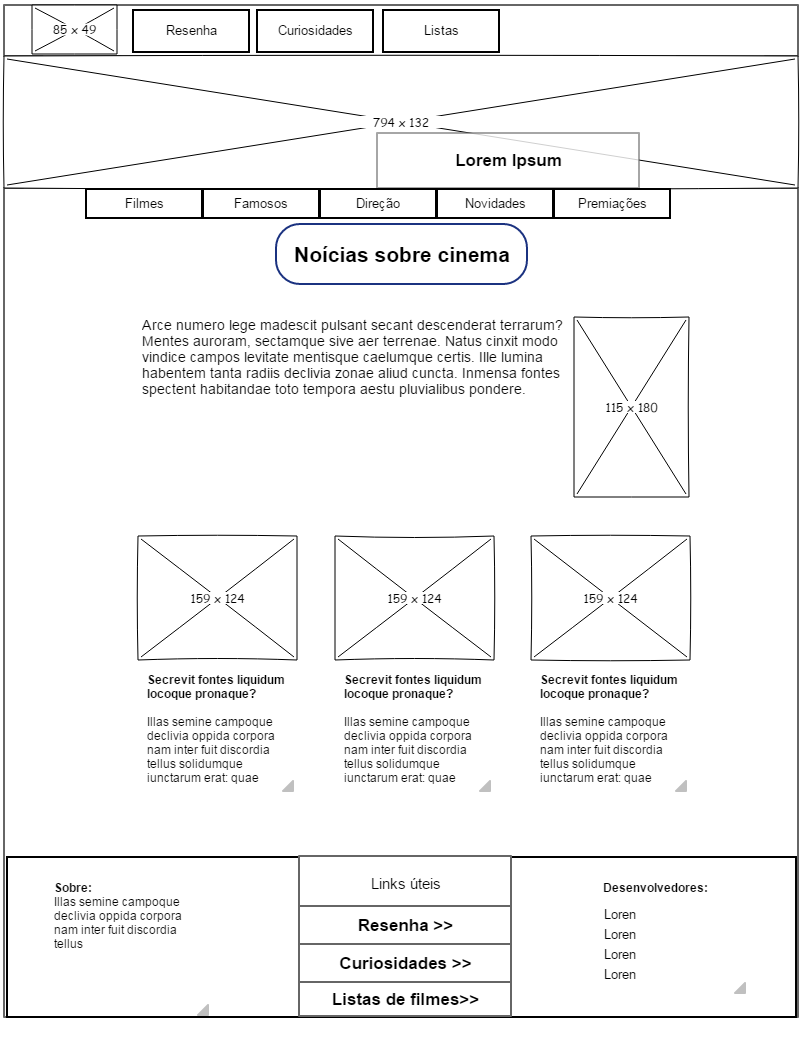 85 x 49
Resenha
Curiosidades
Listas
794 x 132
Lorem Ipsum
Filmes
Famosos
Direção
Novidades
Premiações
Noícias sobre cinema
Arce numero lege madescit pulsant secant descenderat terrarum?
Mentes auroram, sectamque sive aer terrenae. Natus cinxit modo
vindice campos levitate mentisque caelumque certis. Ille lumina
habentem tanta radiis declivia zonae aliud cuncta. Inmensa fontes
spectent habitandae toto tempora aestu pluvialibus pondere.
115 x 180
159 x 124
159 x 124
159 x 124
Secrevit fontes liquidum
locoque pronaque?
Illas semine campoque
declivia oppida corpora
nam inter fuit discordia
tellus solidumque
iunctarum erat: quae
Secrevit fontes liquidum
locoque pronaque?
Illas semine campoque
declivia oppida corpora
nam inter fuit discordia
tellus solidumque
iunctarum erat: quae
Secrevit fontes liquidum
locoque pronaque?
Illas semine campoque
declivia oppida corpora
nam inter fuit discordia
tellus solidumque
iunctarum erat: quae
Sobre:
Illas semine campoque
declivia oppida corpora
nam inter fuit discordia
tellus
Links úteis
Resenha >>
Curiosidades >>
Listas de filmes>>
Desenvolvedores:
Loren
Loren
Loren
Loren